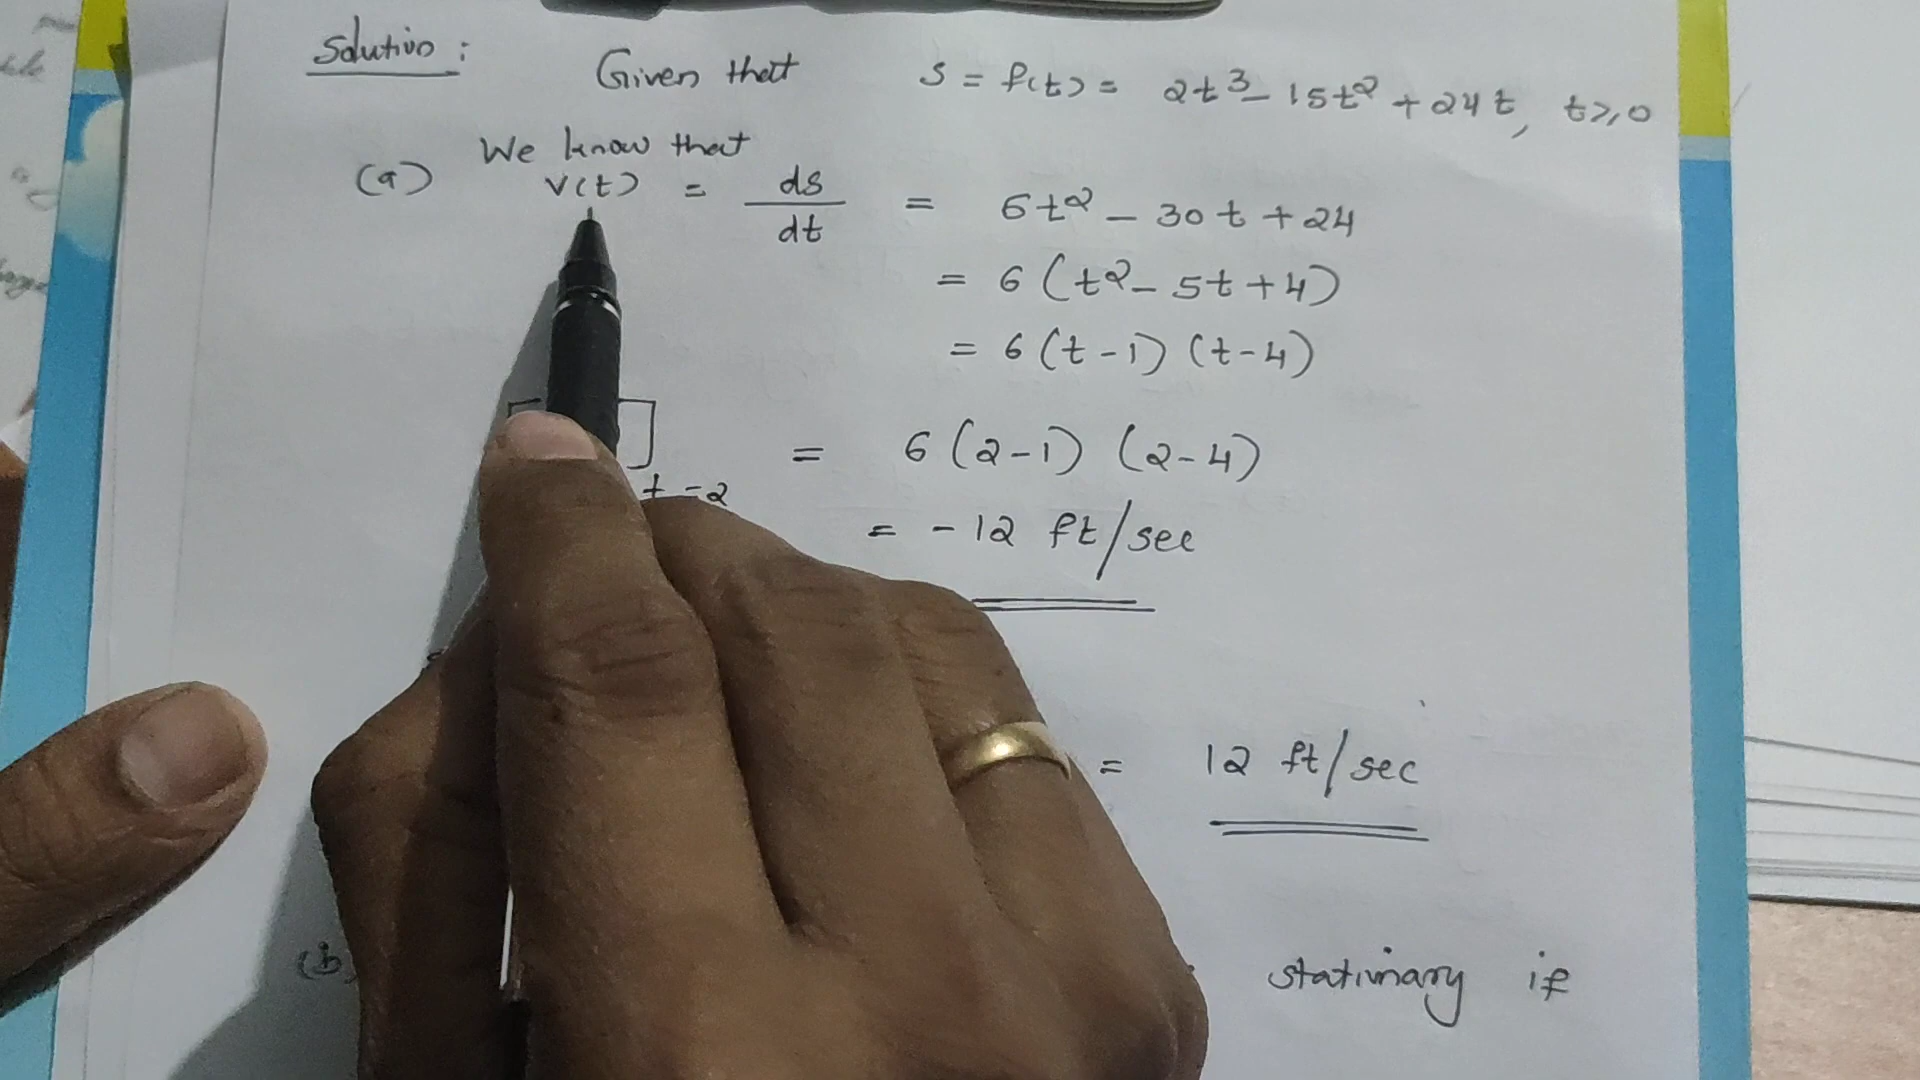 Solution : Given that s = f(t) = 2t³ - 15t² + 24t, t ≥ 0
We know that
(a) v(t) = ds/dt = 6t² - 30t + 24
= 6 (t² - 5t + 4)
= 6 (t - 1) (t - 4)
] t = 2 = 6 (2 - 1) (2 - 4)
= - 12 ft/sec
= 12 ft/sec
(b) stationary if